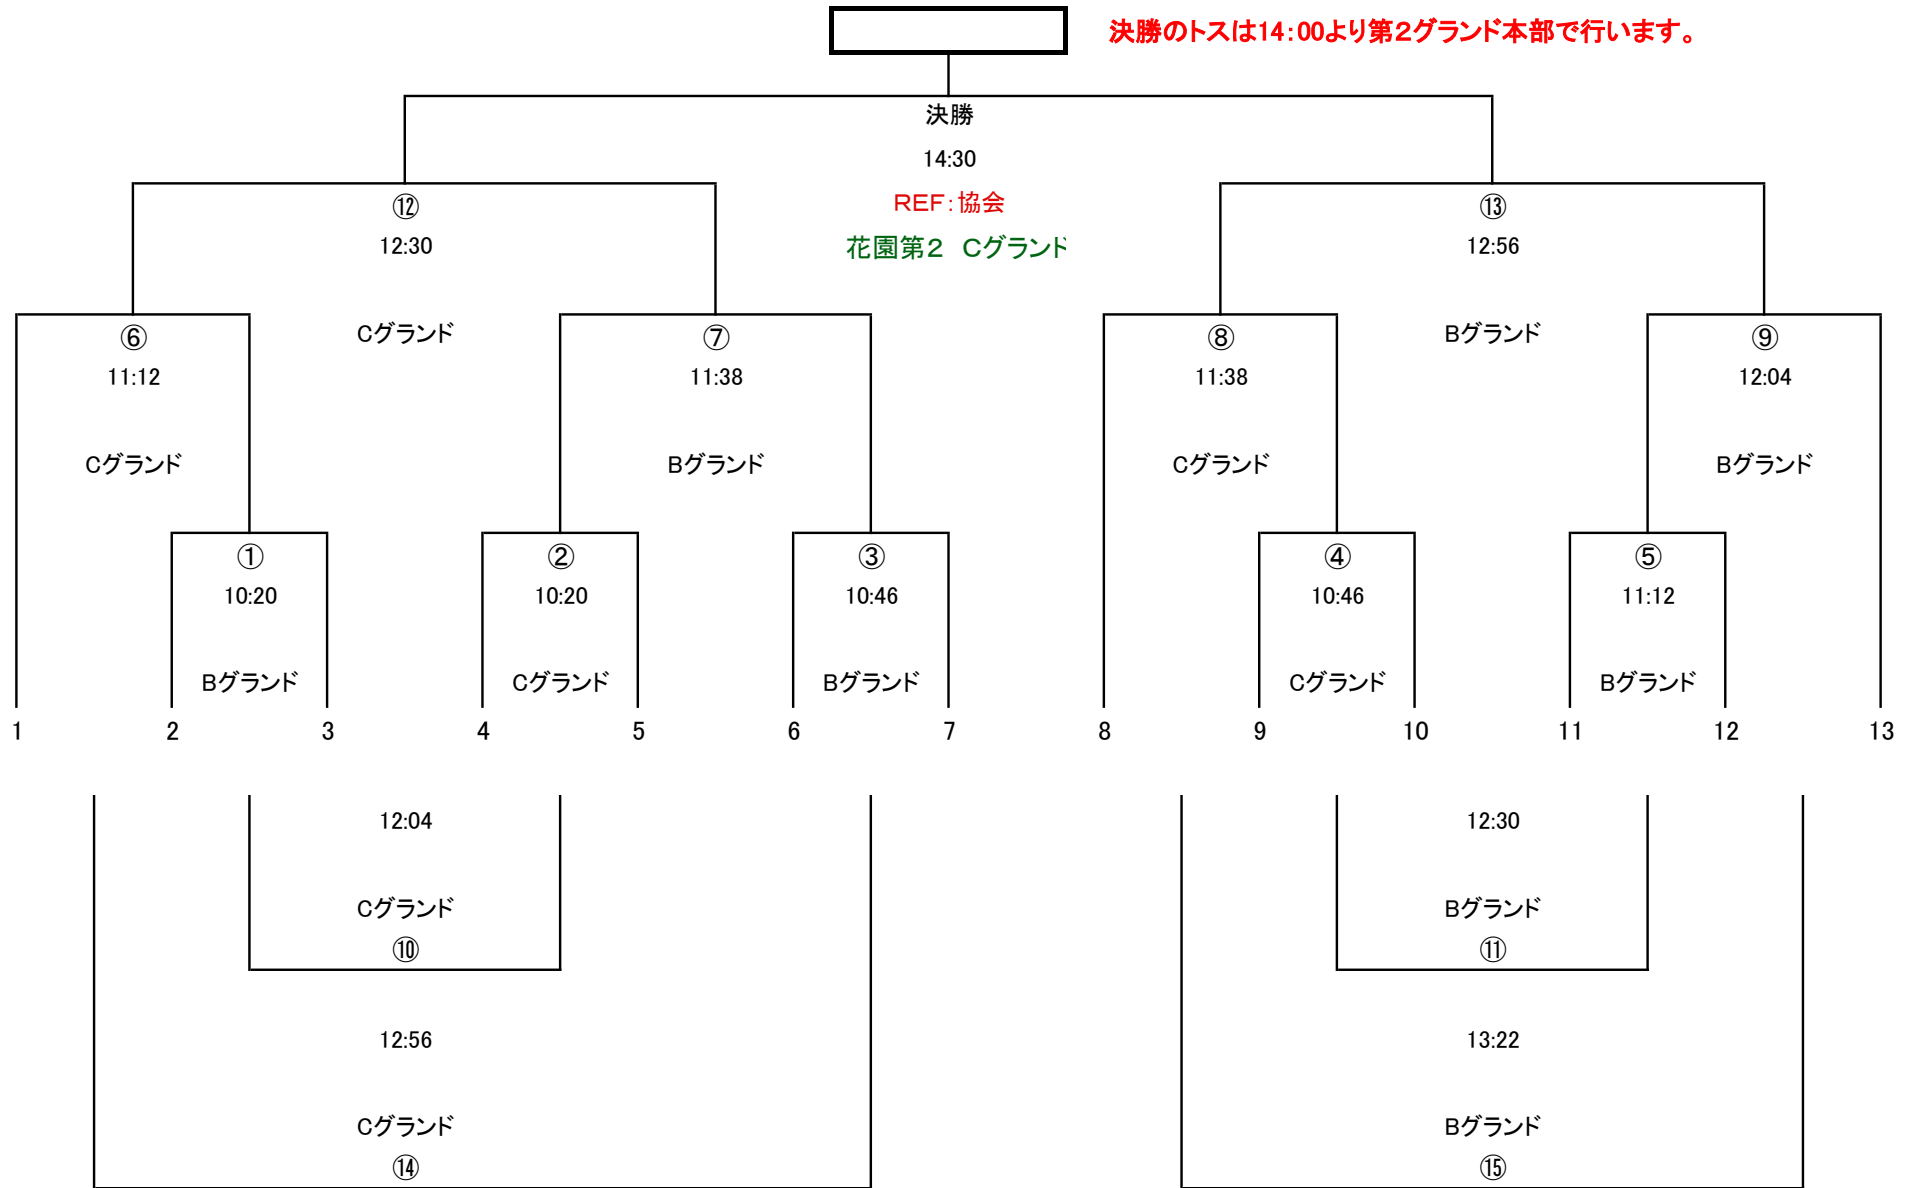 決勝のトスは14:00より第２グランド本部で行います。
決勝
14:30
ＲＥＦ：協会
花園第２　Ｃグランド
⑫
12:30
Cグランド
⑬
12:56
Bグランド
⑥
11:12
Cグランド
⑦
11:38
Bグランド
⑧
11:38
Cグランド
⑨
12:04
Bグランド
①
10:20
Bグランド
②
10:20
Cグランド
③
10:46
Bグランド
④
10:46
Cグランド
⑤
11:12
Bグランド
1 2 3 4 5 6 7 8 9 10 11 12 13
12:04
Cグランド
⑩
12:30
Bグランド
⑪
12:56
Cグランド
⑭
13:22
Bグランド
⑮